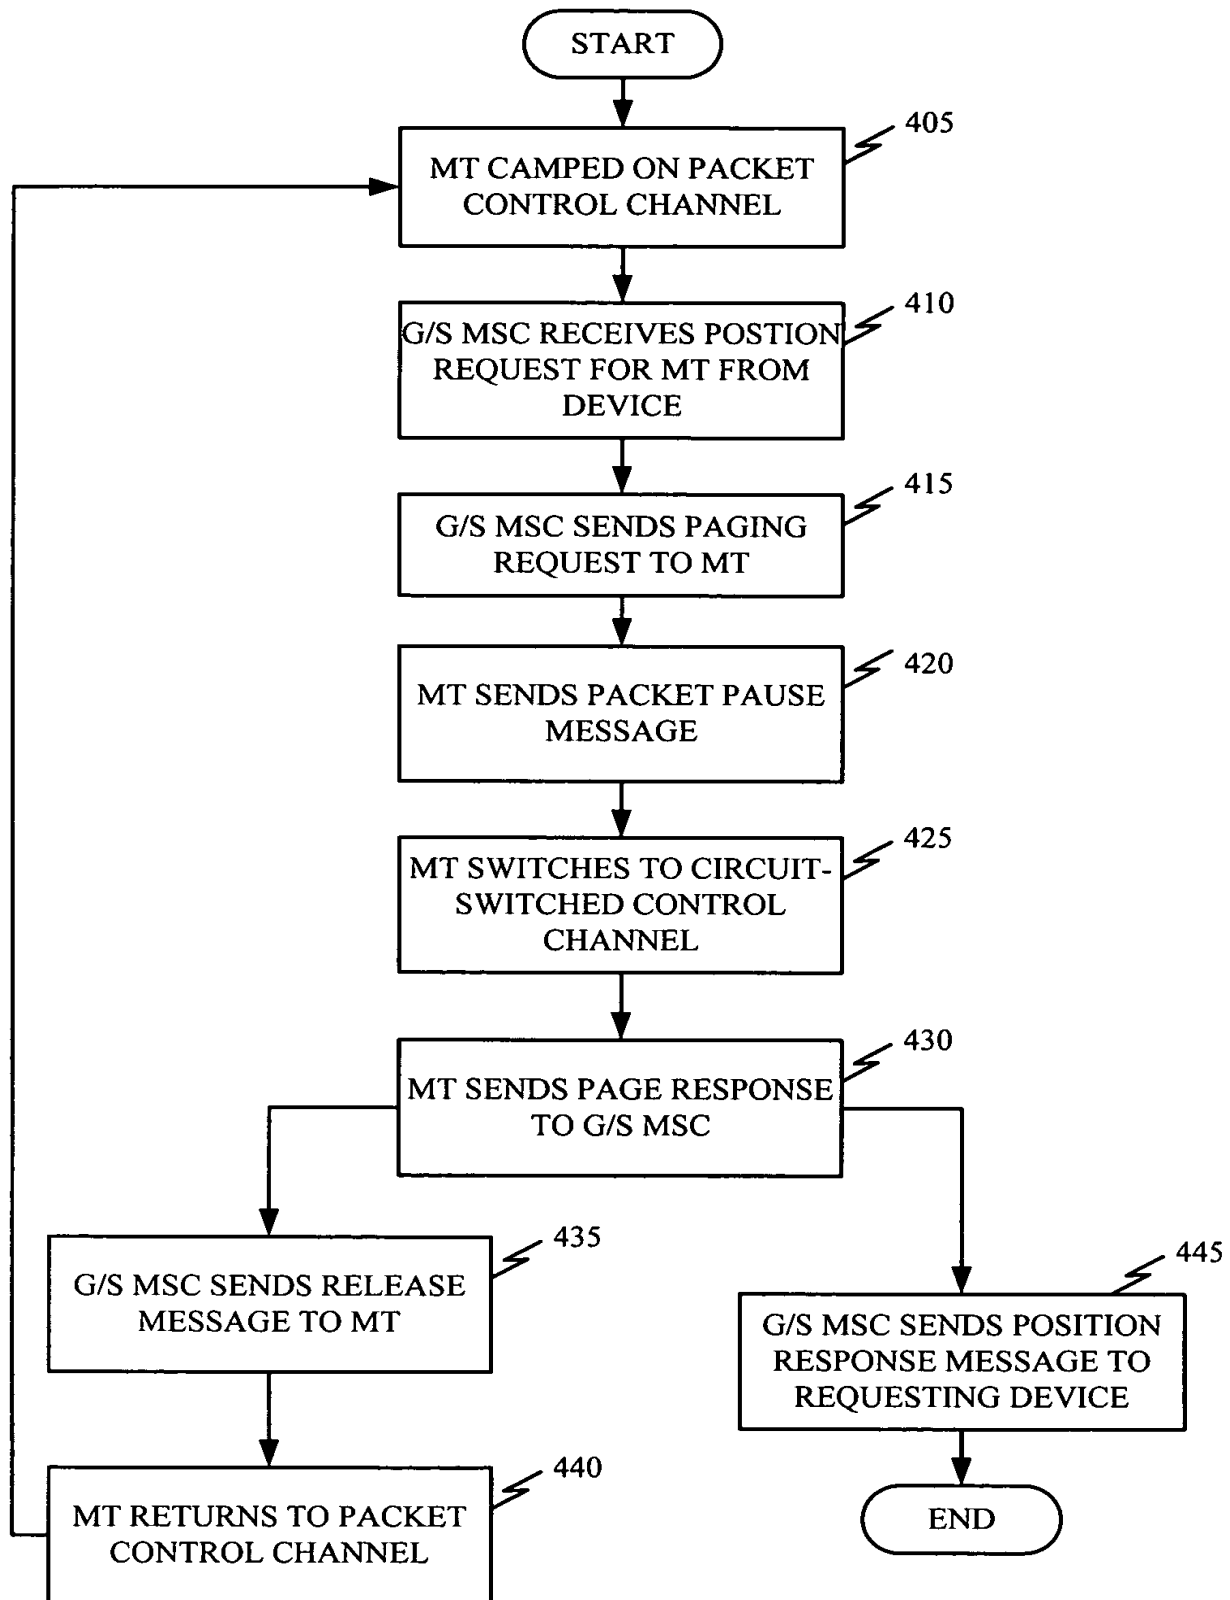 START
405
MT CAMPED ON PACKET
CONTROL CHANNEL
410
G/S MSC RECEIVES POSTION
REQUEST FOR MT FROM
DEVICE
415
G/S MSC SENDS PAGING
REQUEST TO MT
420
MT SENDS PACKET PAUSE
MESSAGE
425
MT SWITCHES TO CIRCUIT-
SWITCHED CONTROL
CHANNEL
430
MT SENDS PAGE RESPONSE
TO G/S MSC
435
G/S MSC SENDS RELEASE
MESSAGE TO MT
445
G/S MSC SENDS POSITION
RESPONSE MESSAGE TO
REQUESTING DEVICE
440
MT RETURNS TO PACKET
CONTROL CHANNEL
END